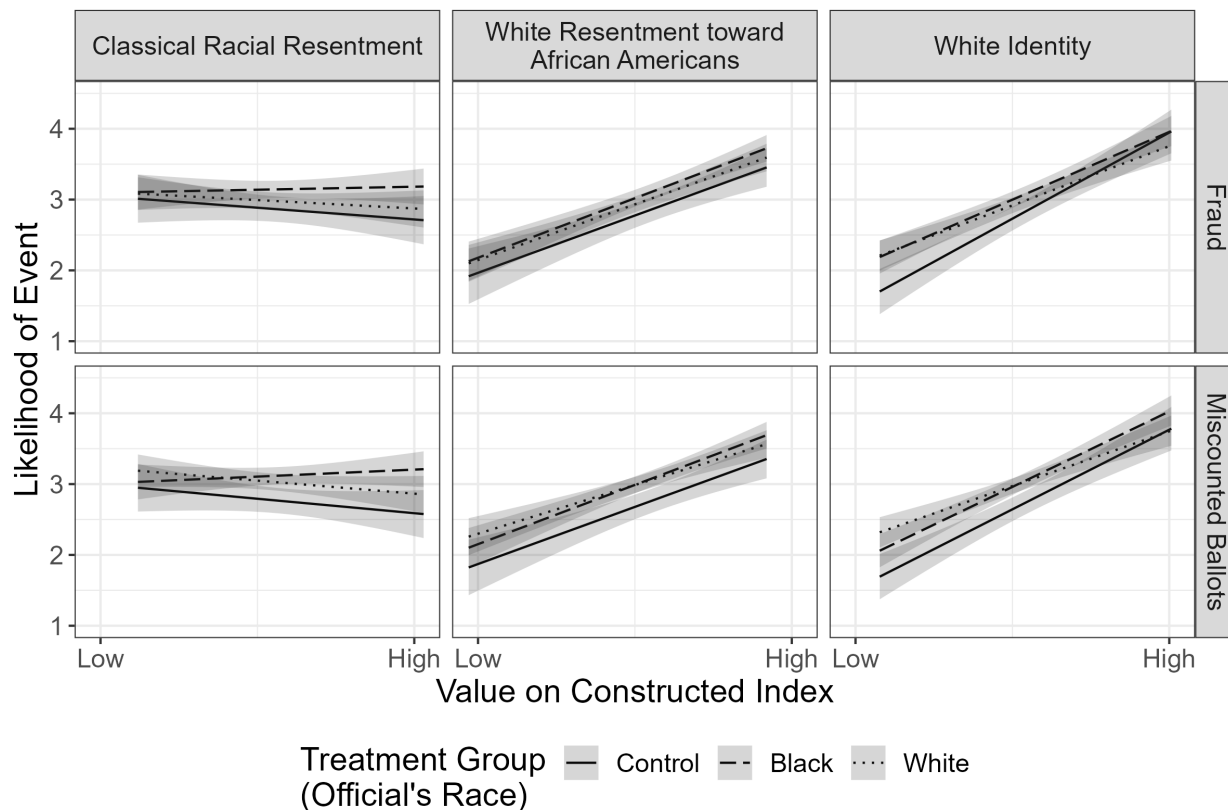 Classical Racial Resentment
White Resentment toward
African Americans
White Identity
Likelihood of Event
4
3
2
1
Fraud
4
3
2
1
Miscounted Ballots
Low
High
Low
High
Low
High
Value on Constructed Index
Treatment Group
(Official's Race)
Control
Black
White